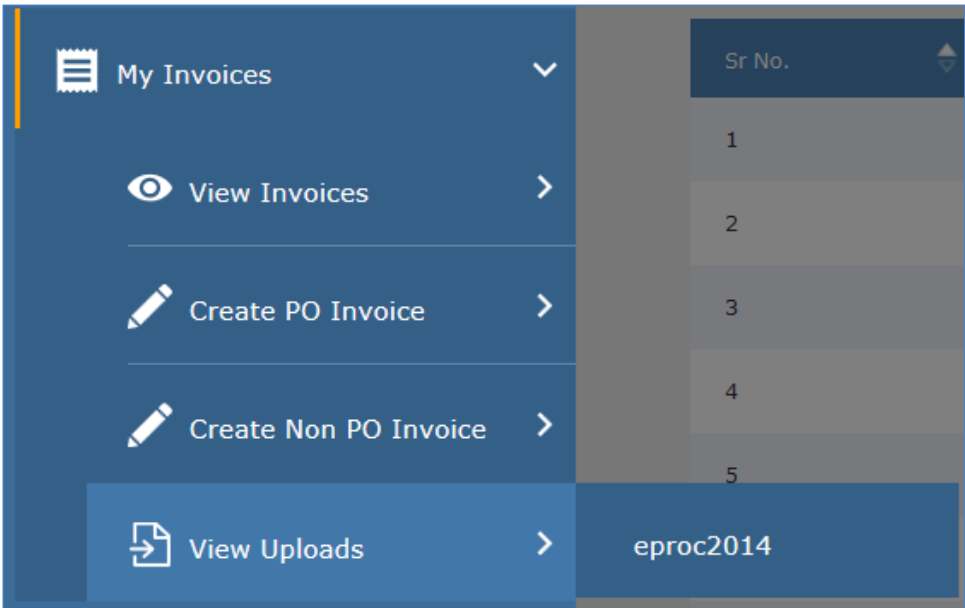 My Invoices
View Invoices
Create PO Invoice
Create Non PO Invoice
View Uploads
eproc2014
Sr No.
1
2
3
4
5